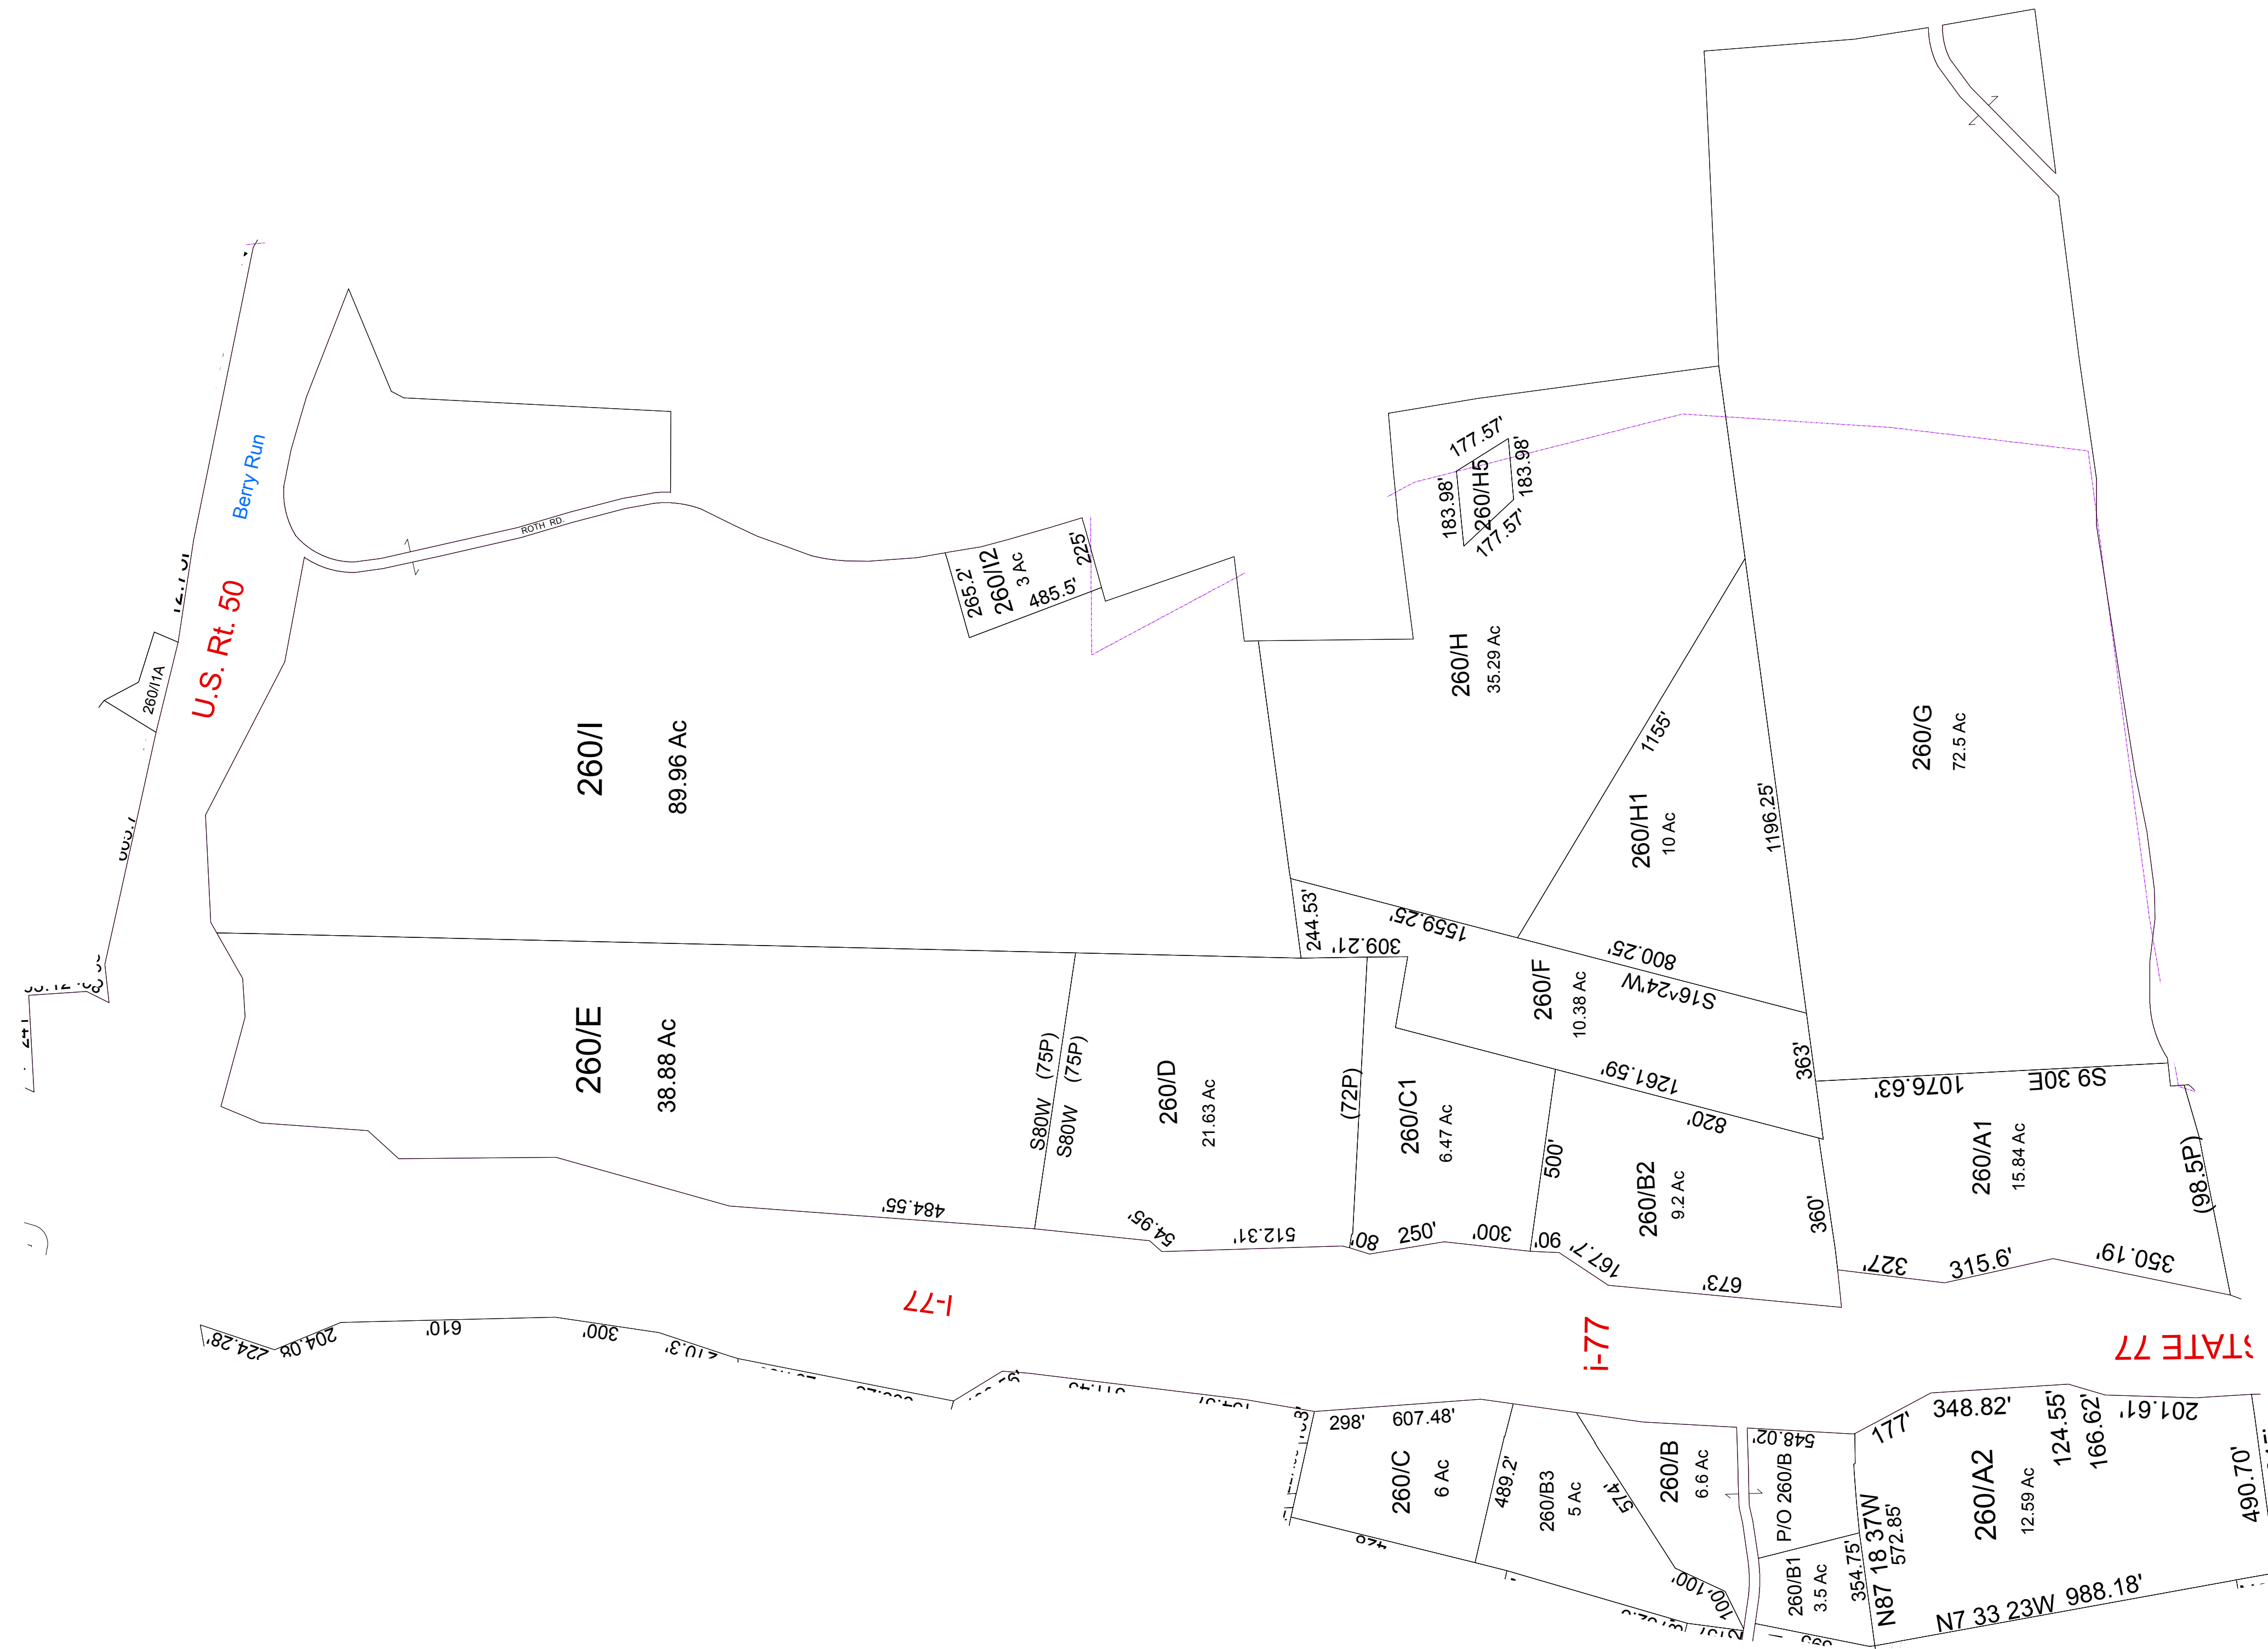 Berry Run
U.S. Rt. 50
260/I1A
ROTH RD.
260/I
89.96 Ac
265.2'
260/I2
3 Ac
225'
485.5'
177.57'
183.98'
260/H5
183.98'
177.57'
260/H
35.29 Ac
1155'
260/H1
10 Ac
1196.25'
260/G
72.5 Ac
244.53'
309.21'
1559.25'
800.25'
S16^24'W
260/F
10.38 Ac
1261.59'
363'
260/E
38.88 Ac
S80W (75P)
S80W (75P)
260/D
21.63 Ac
(72P)
260/C1
6.47 Ac
500'
820'
260/B2
9.2 Ac
360'
1076.63'
S9 30E
260/A1
15.84 Ac
(98.5P)
484.55'
54.95'
512.31'
80'
250'
300'
90'
167.7'
673'
327'
315.6'
350.19'
I-77
i-77
STATE 77
224.28'
204.08
610'
300'
298'
607.48'
260/C
6 Ac
489.2'
260/B3
5 Ac
574'
260/B
6.6 Ac
100'
100'
548.02'
P/O 260/B
260/B1
3.5 Ac
354.75'
N87 18 37W
572.85'
177'
348.82'
124.55'
166.62'
201.61'
260/A2
12.59 Ac
490.70'
N7 33 23W 988.18'